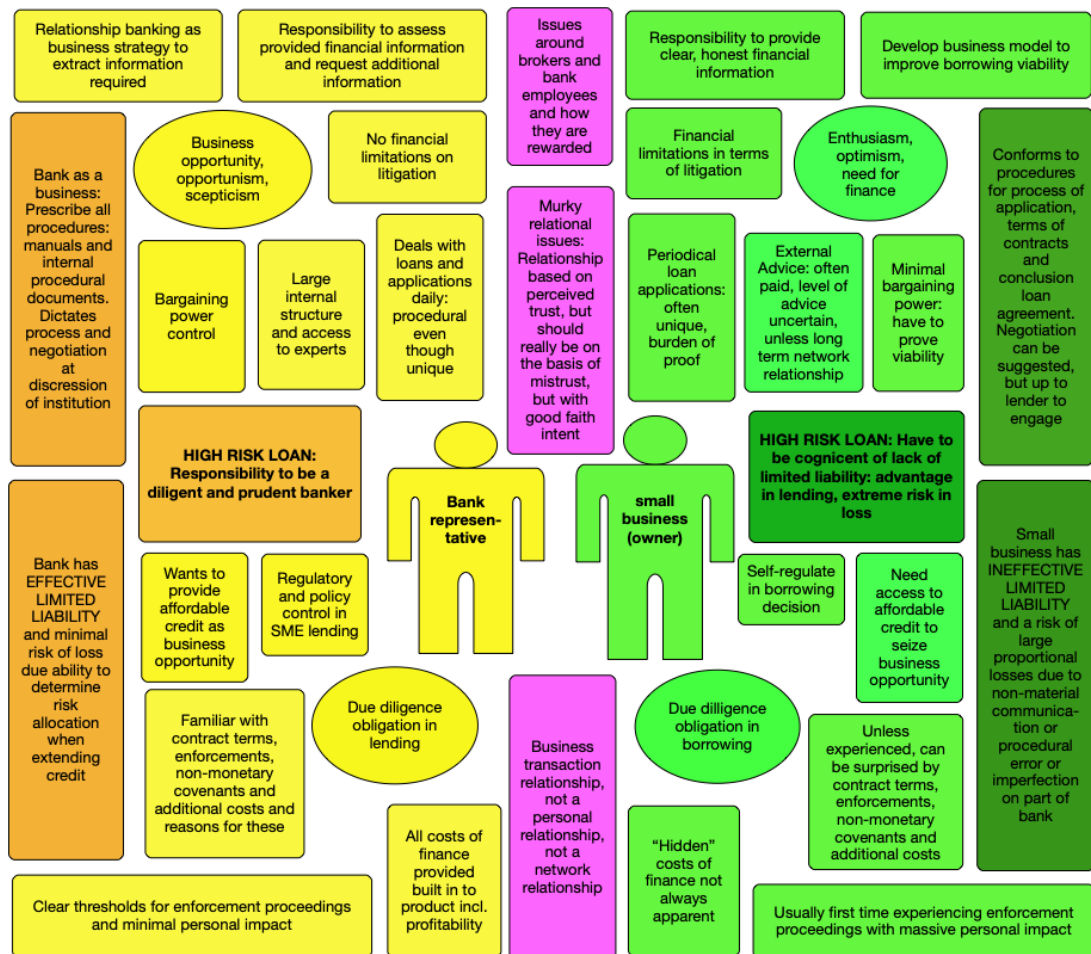 Relationship banking as
business strategy to
extract information
required
Responsibility to assess
provided financial information
and request additional
information
Issues
around
brokers and
bank
employees
and how
they are
rewarded
Responsibility to provide
clear, honest financial
information
Develop business model to
improve borrowing viability
Bank as a
business:
Prescribe all
procedures:
manuals and
internal
procedural
documents.
Dictates
process and
negotiation
at
discression
of institution
Business
opportunity,
opportunism,
scepticism
No financial
limitations on
litigation
Financial
limitations in terms
of litigation
Enthusiasm,
optimism,
need for
finance
Conforms to
procedures
for process of
application,
terms of
contracts
and
conclusion
loan
agreement.
Negotiation
can be
suggested,
but up to
lender to
engage
Bargaining
power
control
Large
internal
structure
and access
to experts
Deals with
loans and
applications
daily:
procedural
even
though
unique
Murky
relational
issues:
Relationship
based on
perceived
trust, but
should
really be on
the basis of
mistrust,
but with
good faith
intent
Periodical
loan
applications:
often
unique,
burden of
proof
External
Advice: often
paid, level of
advice
uncertain,
unless long
term network
relationship
Minimal
bargaining
power:
have to
prove
viability
HIGH RISK LOAN:
Responsibility to be a
diligent and prudent banker
Bank
represen-
tative
small
business
(owner)
HIGH RISK LOAN: Have to
be cognicent of lack of
limited liability: advantage
in lending, extreme risk in
loss
Bank has
EFFECTIVE
LIMITED
LIABILITY
and minimal
risk of loss
due ability to
determine
risk
allocation
when
extending
credit
Wants to
provide
affordable
credit as
business
opportunity
Regulatory
and policy
control in
SME lending
Self-regulate
in borrowing
decision
Need
access to
affordable
credit to
seize
business
opportunity
Small
business has
INEFFECTIVE
LIMITED
LIABILITY
and a risk of
large
proportional
losses due to
non-material
communica-
tion or
procedural
error or
imperfection
on part of
bank
Familiar with
contract terms,
enforcements,
non-monetary
covenants and
additional costs and
reasons for these
Due diligence
obligation in
lending
Business
transaction
relationship,
not a
personal
relationship,
not a
network
relationship
Due dilligence
obligation in
borrowing
Unless
experienced, can
be surprised by
contract terms,
enforcements,
non-monetary
covenants and
additional costs
All costs of
finance
provided
built in to
product incl.
profitability
“Hidden”
costs of
finance not
always
apparent
Clear thresholds for enforcement proceedings
and minimal personal impact
Usually first time experiencing enforcement
proceedings with massive personal impact